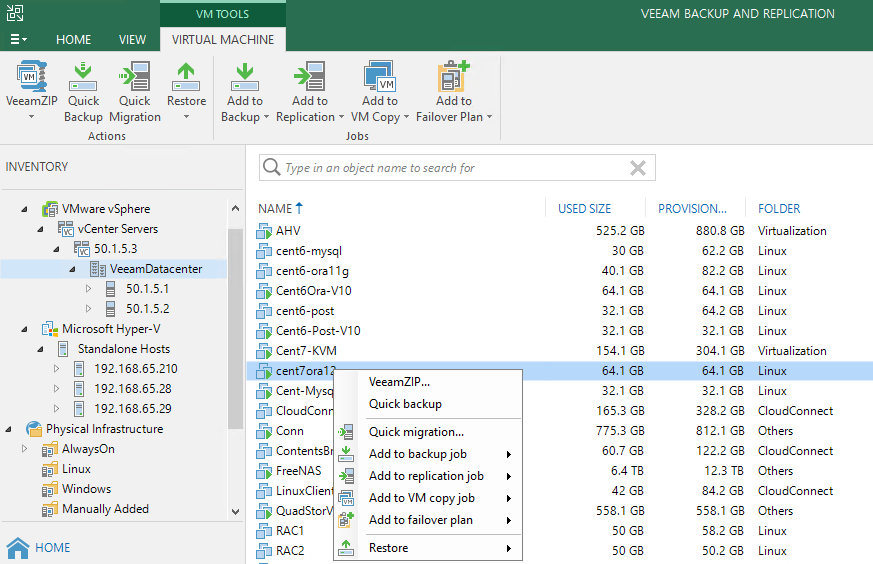 VM TOOLS
VEEAM BACKUP AND REPLICATION
HOME VIEW VIRTUAL MACHINE
VeeamZIP
Quick Backup
Quick Migration
Restore
Add to Backup
Add to Replication
Add to VM Copy
Add to Failover Plan
Actions
Jobs
INVENTORY
VMware vSphere
vCenter Servers
50.1.5.3
VeeamDatacenter
50.1.5.1
50.1.5.2
Microsoft Hyper-V
Standalone Hosts
192.168.65.210
192.168.65.28
192.168.65.29
Physical Infrastructure
AlwaysOn
Linux
Windows
Manually Added
HOME
Type in an object name to search for
NAME USED SIZE PROVISION... FOLDER
AHV 525.2 GB 880.8 GB Virtualization
cent6-mysql 30 GB 62.2 GB Linux
cent6-ora11g 40.1 GB 82.2 GB Linux
Cent6Ora-V10 64.1 GB 64.1 GB Linux
cent6-post 32.1 GB 64.2 GB Linux
Cent6-Post-V10 32.1 GB 32.1 GB Linux
Cent7-KVM 154.1 GB 304.1 GB Virtualization
cent7ora12 64.1 GB 64.1 GB Linux
Cent-Mysq 32.1 GB 32.1 GB Linux
CloudConn 165.3 GB 328.2 GB CloudConnect
Conn 775.3 GB 812.1 GB Others
ContentsBr 60.7 GB 122.2 GB CloudConnect
FreeNAS 6.4 TB 12.3 TB Others
LinuxClient 42 GB 84.2 GB CloudConnect
QuadStorV 558.1 GB 558.1 GB Others
RAC1 50 GB 58.2 GB Linux
RAC2 50 GB 50.2 GB Linux
VeeamZIP...
Quick backup
Quick migration...
Add to backup job
Add to replication job
Add to VM copy job
Add to failover plan
Restore